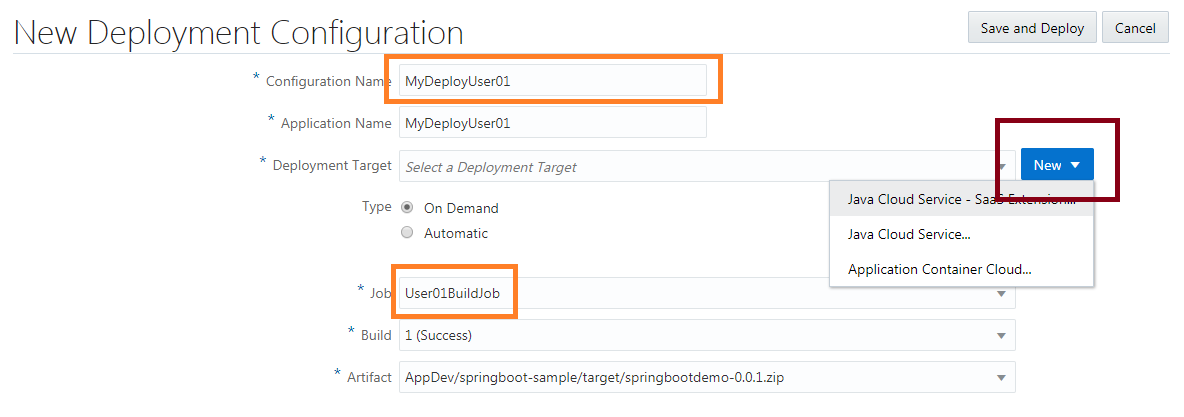 New Deployment Configuration
Save and Deploy
Cancel
* Configuration Name MyDeployUser01
* Application Name MyDeployUser01
* Deployment Target Select a Deployment Target
New
Java Cloud Service - SaaS Extension...
Type On Demand
Java Cloud Service...
Automatic
Application Container Cloud...
* Job User01BuildJob
* Build 1 (Success)
* Artifact AppDev/springboot-sample/target/springbootdemo-0.0.1.zip